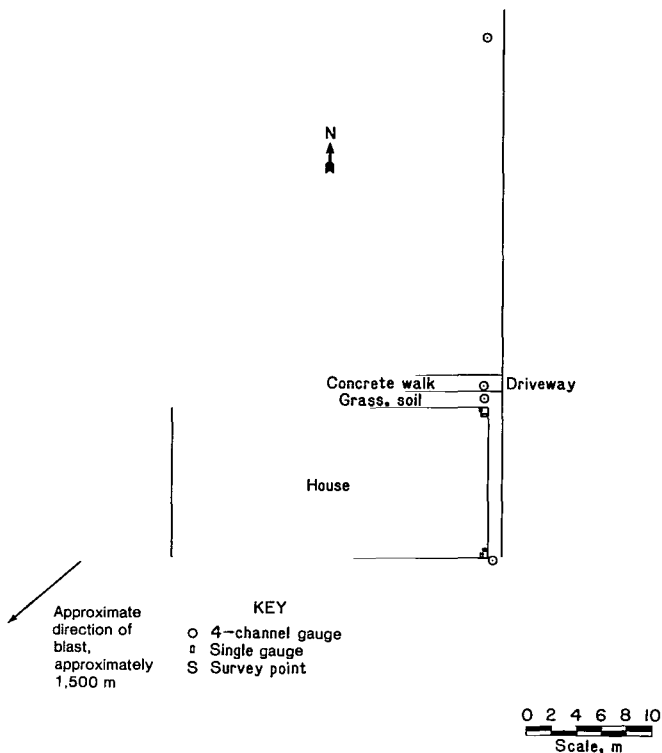 N
Concrete walk
Driveway
Grass, soil
House
Approximate
direction of
blast,
approximately
1,500 m
KEY
4-channel gauge
Single gauge
S Survey point
0 2 4 6 8 10
Scale, m